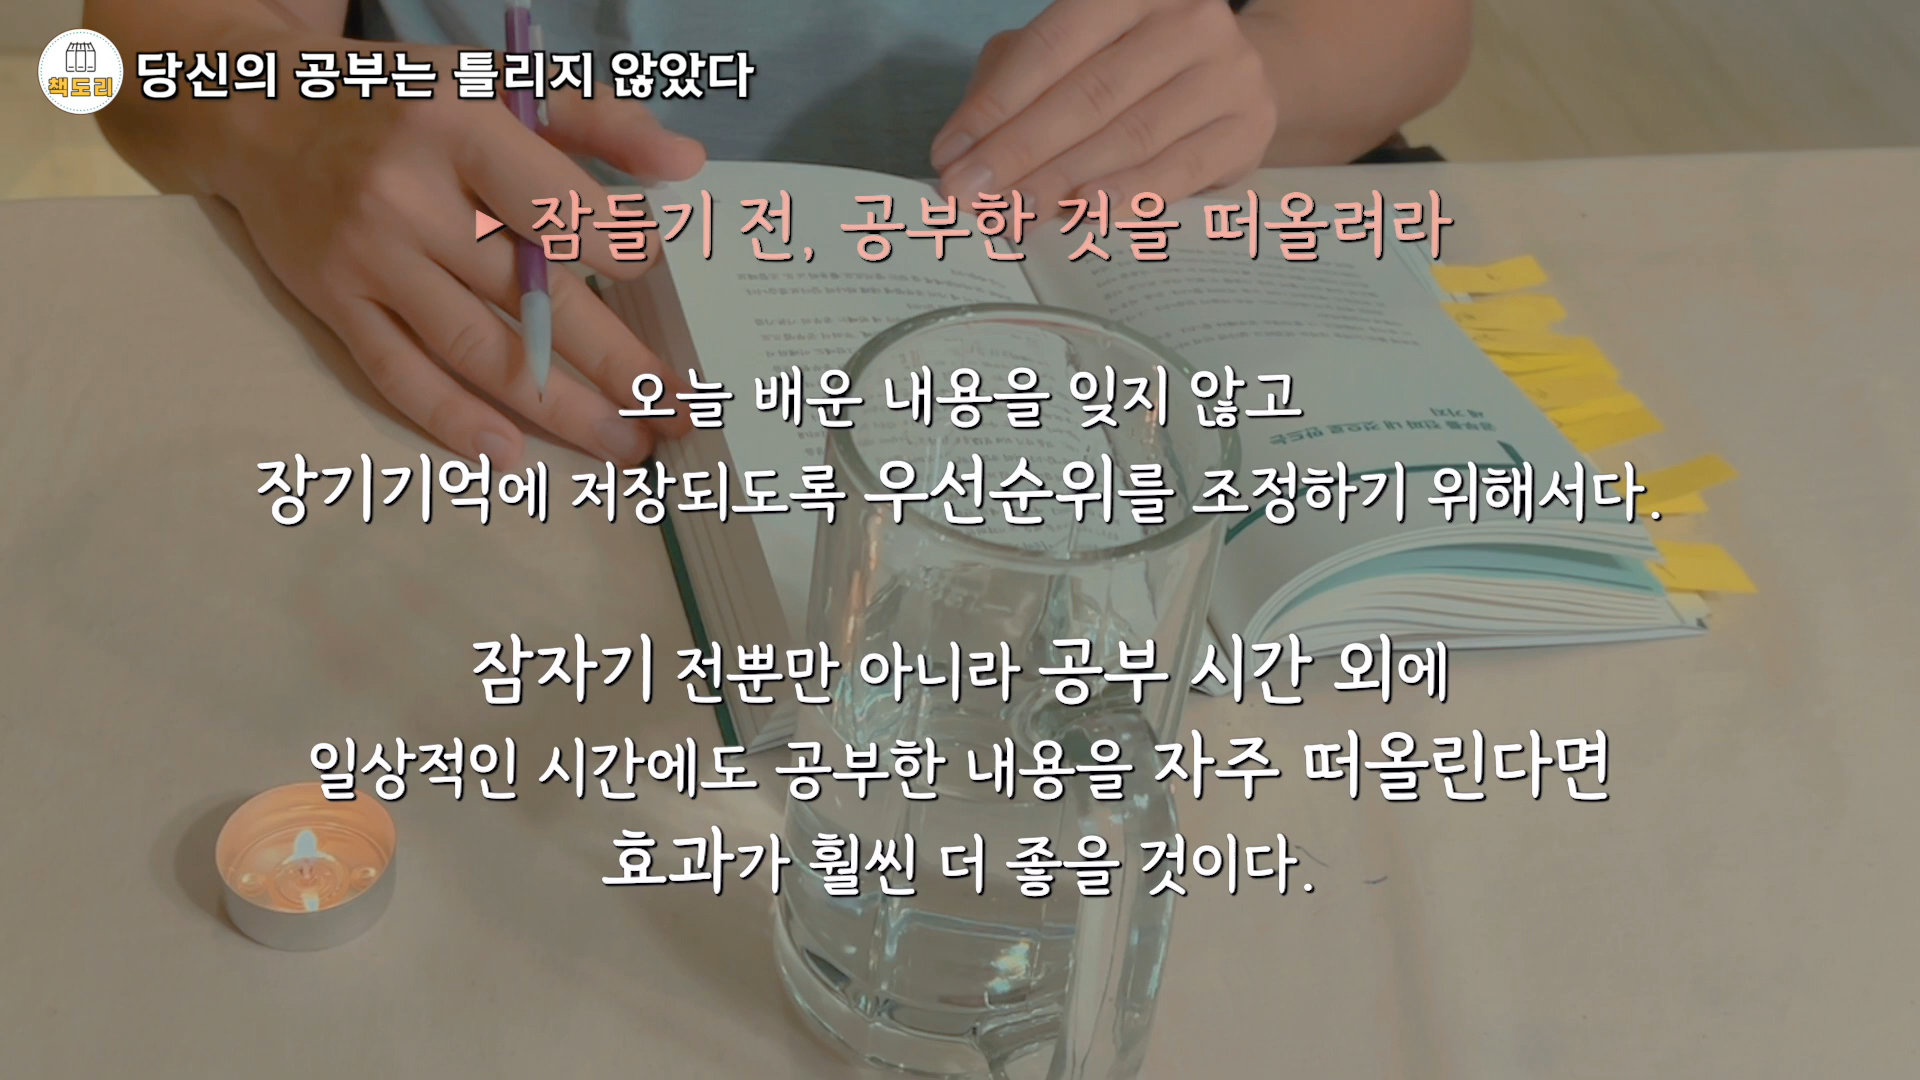 책도리
당신의 공부는 틀리지 않았다
▶ 잠들기 전, 공부한 것을 떠올려라
오늘 배운 내용을 잊지 않고
장기기억에 저장되도록 우선순위를 조정하기 위해서다.
잠자기 전뿐만 아니라 공부 시간 외에
일상적인 시간에도 공부한 내용을 자주 떠올린다면
효과가 훨씬 더 좋을 것이다.